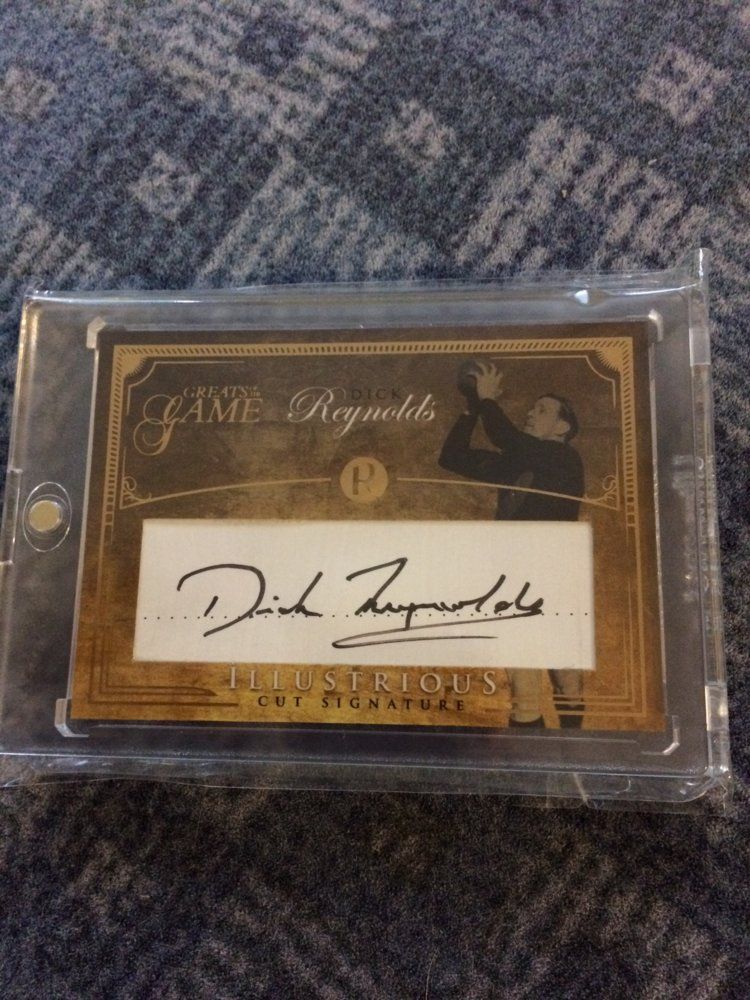 GREATS OF THE
GAME
DICK
Reynolds
R
Dick Reynolds
ILLUSTRIOUS
CUT SIGNATURE